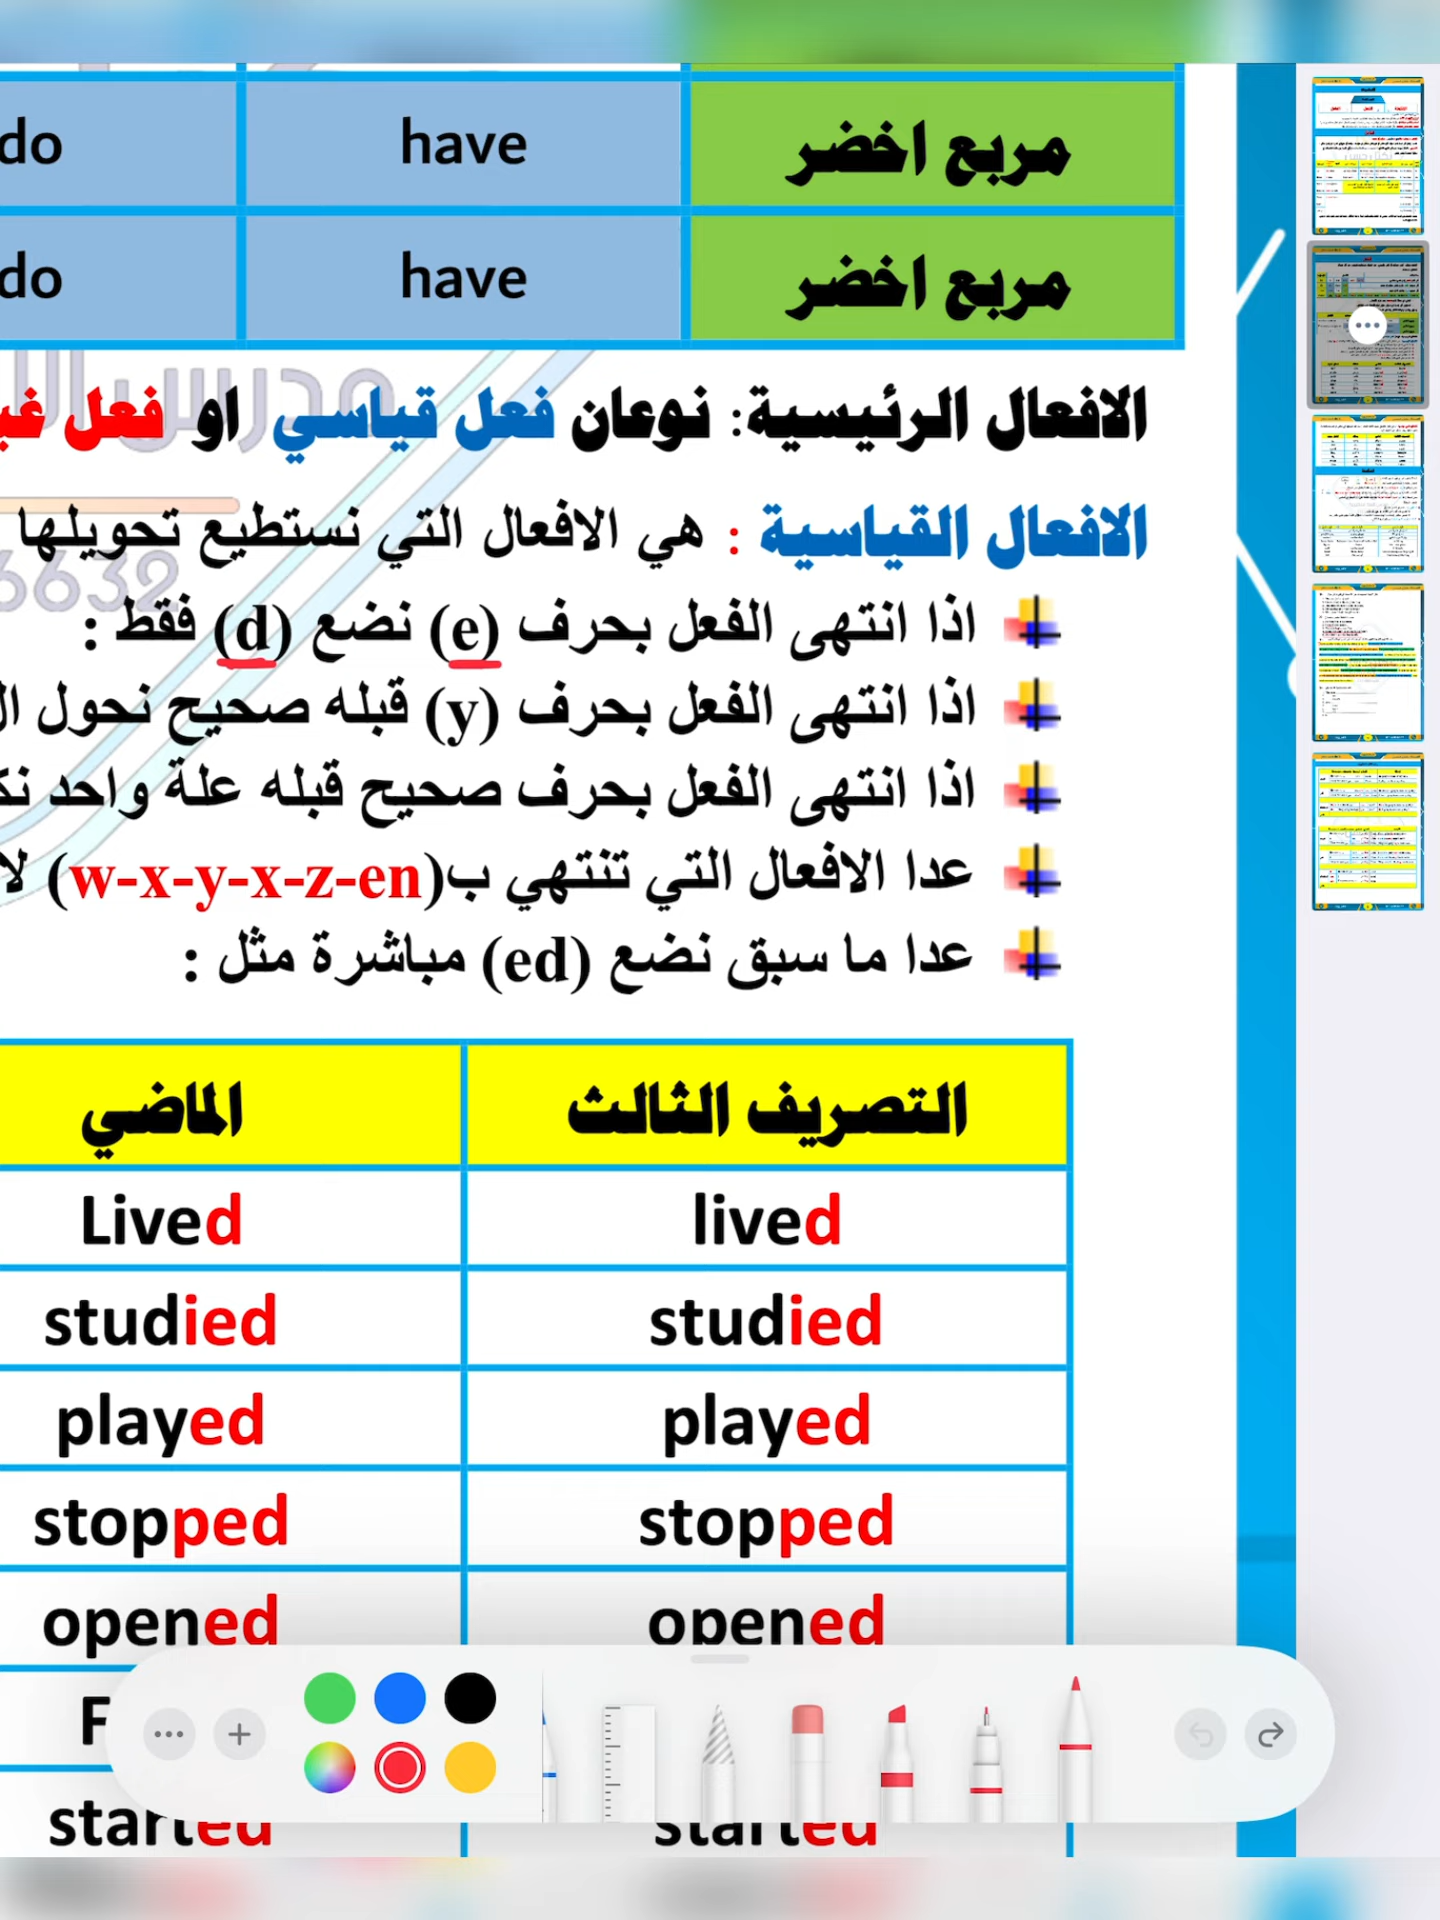 مربع اخضر have do
مربع اخضر have do
الافعال الرئيسية: نوعان فعل قياسي او فعل
الافعال القياسية : هي الافعال التي نستطيع تحويلها
اذا انتهى الفعل بحرف (e) نضع (d) فقط :
اذا انتهى الفعل بحرف (y) قبله صحيح نحول
اذا انتهى الفعل بحرف صحيح قبله علة واحد
عدا الافعال التي تنتهي ب(w-x-y-x-z-en)
عدا ما سبق نضع (ed) مباشرة مثل :
التصريف الثالث الماضي
lived Lived
studied studied
played played
stopped stopped
opened opened
F
started started
6632